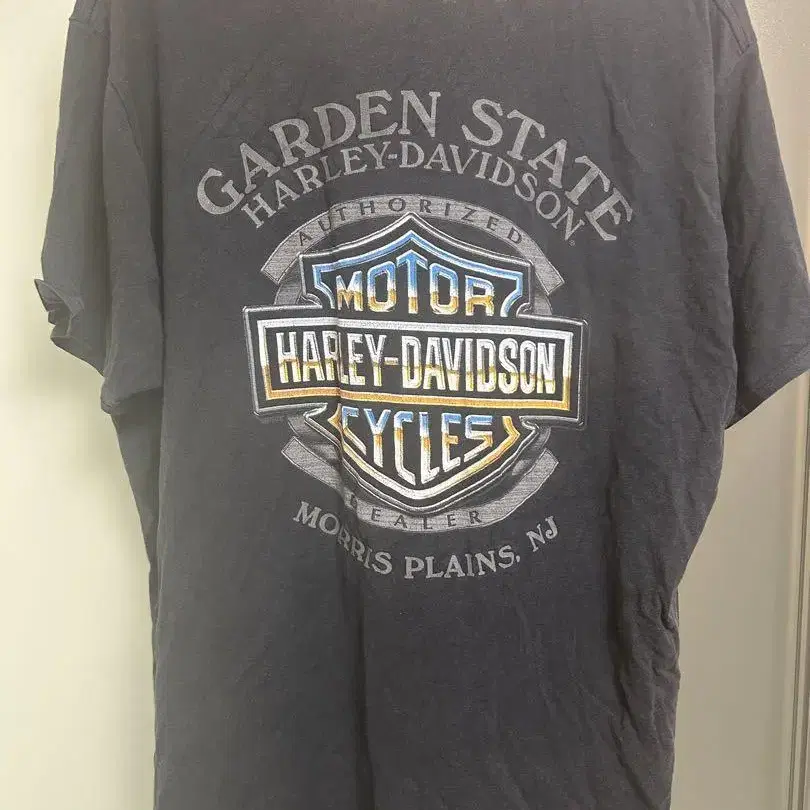 GARDEN STATE
HARLEY-DAVIDSON®
AUTHORIZED
MOTOR
HARLEY-DAVIDSON
CYCLES
DEALER
MORRIS PLAINS, NJ